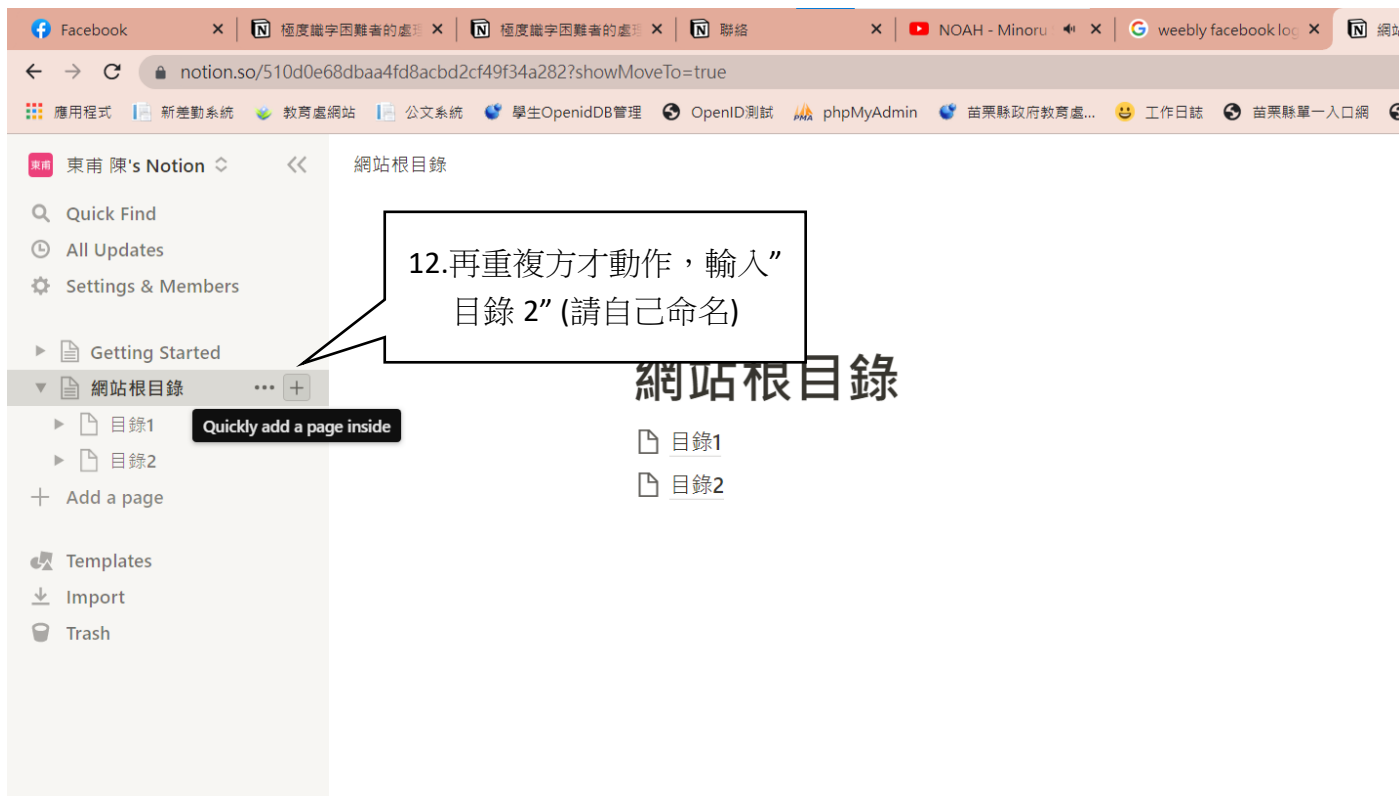 Facebook
極度識字困難者的處理
極度識字困難者的處理
聯絡
NOAH - Minoru
weebly facebook log
網站
notion.so/510d0e68dbaa4fd8acbd2cf49f34a282?showMoveTo=true
應用程式
新差勤系統
教育處網站
公文系統
學生OpenidDB管理
OpenID測試
phpMyAdmin
苗栗縣政府教育處...
工作日誌
苗栗縣單一入口網
東甫
東甫 陳's Notion
網站根目錄
Quick Find
All Updates
Settings & Members
12.再重複方才動作，輸入”
目錄 2” (請自己命名)
Getting Started
網站根目錄
Quickly add a page inside
目錄1
目錄2
Add a page
Templates
Import
Trash
網站根目錄
目錄1
目錄2